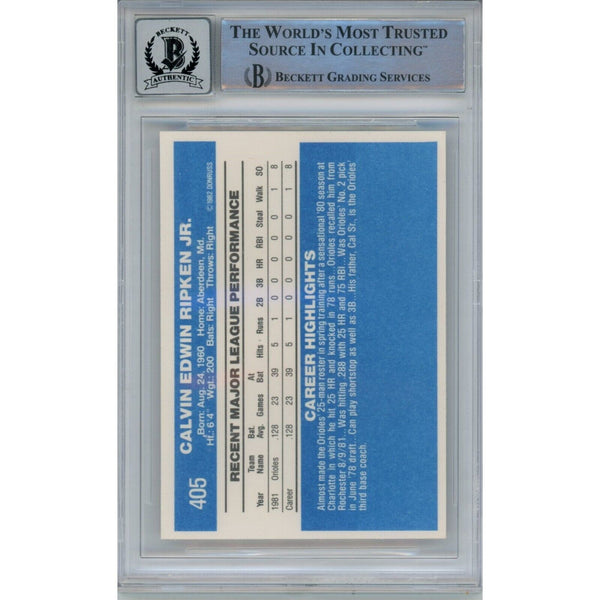 BECKETT
B
AUTHENTIC
THE WORLD'S MOST TRUSTED
SOURCE IN COLLECTING™
B BECKETT GRADING SERVICES
405
CALVIN EDWIN RIPKEN JR.
©1982 DONRUSS
Born: Aug. 24, 1960 Home: Aberdeen, Md.
Ht.: 6'4" Wgt.: 200 Bats: Right Throws: Right
RECENT MAJOR LEAGUE PERFORMANCE
Year Team Name Bat. Avg. Games At Bat Hits Runs 2B 3B HR RBI Steal Walk SO
1981 Orioles .128 23 39 5 1 0 0 0 0 0 1 8
Career .128 23 39 5 1 0 0 0 0 0 1 8
CAREER HIGHLIGHTS
Almost made the Orioles' 25-man roster in spring training after a sensational '80 season at
Charlotte in which he hit 25 HR and knocked in 78 runs...Orioles recalled him from
Rochester 8/9/81...Was hitting .288 with 25 HR and 75 RBI...Was Orioles' No. 2 pick
in June '78 draft...Can play shortstop as well as 3B...His father, Cal Sr., is the Orioles'
third base coach.